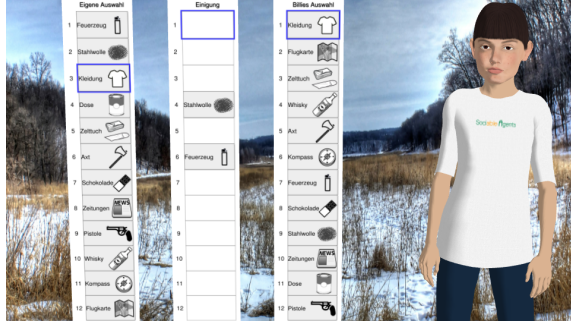 Eigene Auswahl
1 Feuerzeug
2 Stahlwolle
3 Kleidung
4 Dose
5 Zelttuch
6 Axt
7 Schokolade
8 Zeitungen
NEWS
9 Pistole
10 Whisky
11 Kompass
12 Flugkarte
Einigung
1
2
3
4 Stahlwolle
5
6 Feuerzeug
7
8
9
10
11
12
Billies Auswahl
1 Kleidung
2 Flugkarte
3 Zelttuch
4 Whisky
5 Axt
6 Kompass
7 Feuerzeug
8 Schokolade
9 Stahlwolle
10 Zeitungen
NEWS
11 Dose
12 Pistole
Sociable Agents